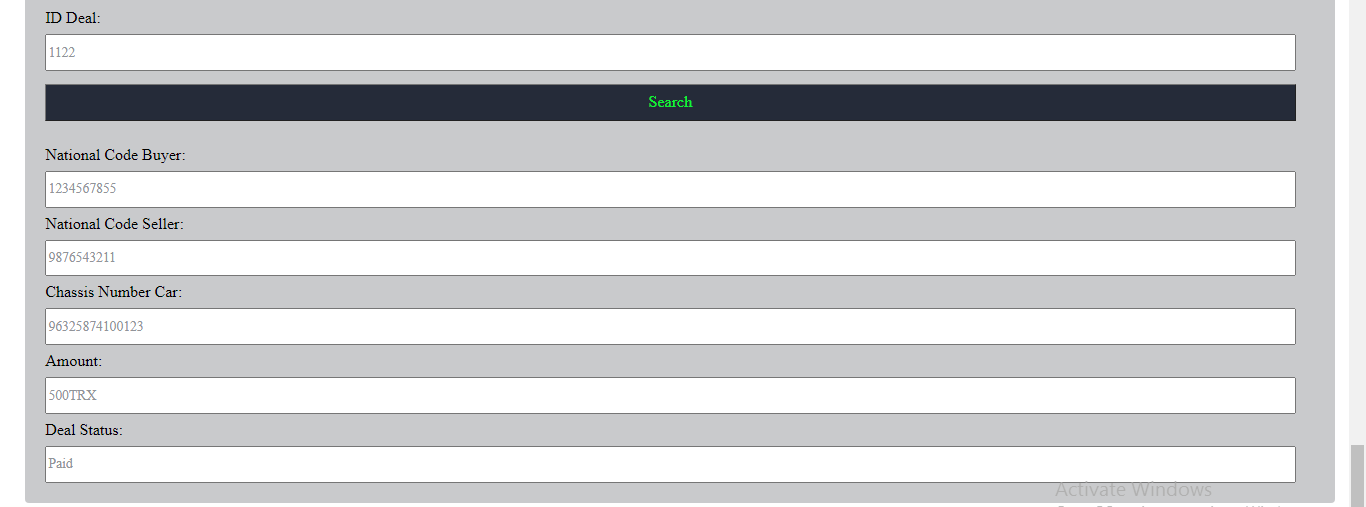 ID Deal:
1122
Search
National Code Buyer:
1234567855
National Code Seller:
9876543211
Chassis Number Car:
96325874100123
Amount:
500TRX
Deal Status:
Paid
Activate Windows